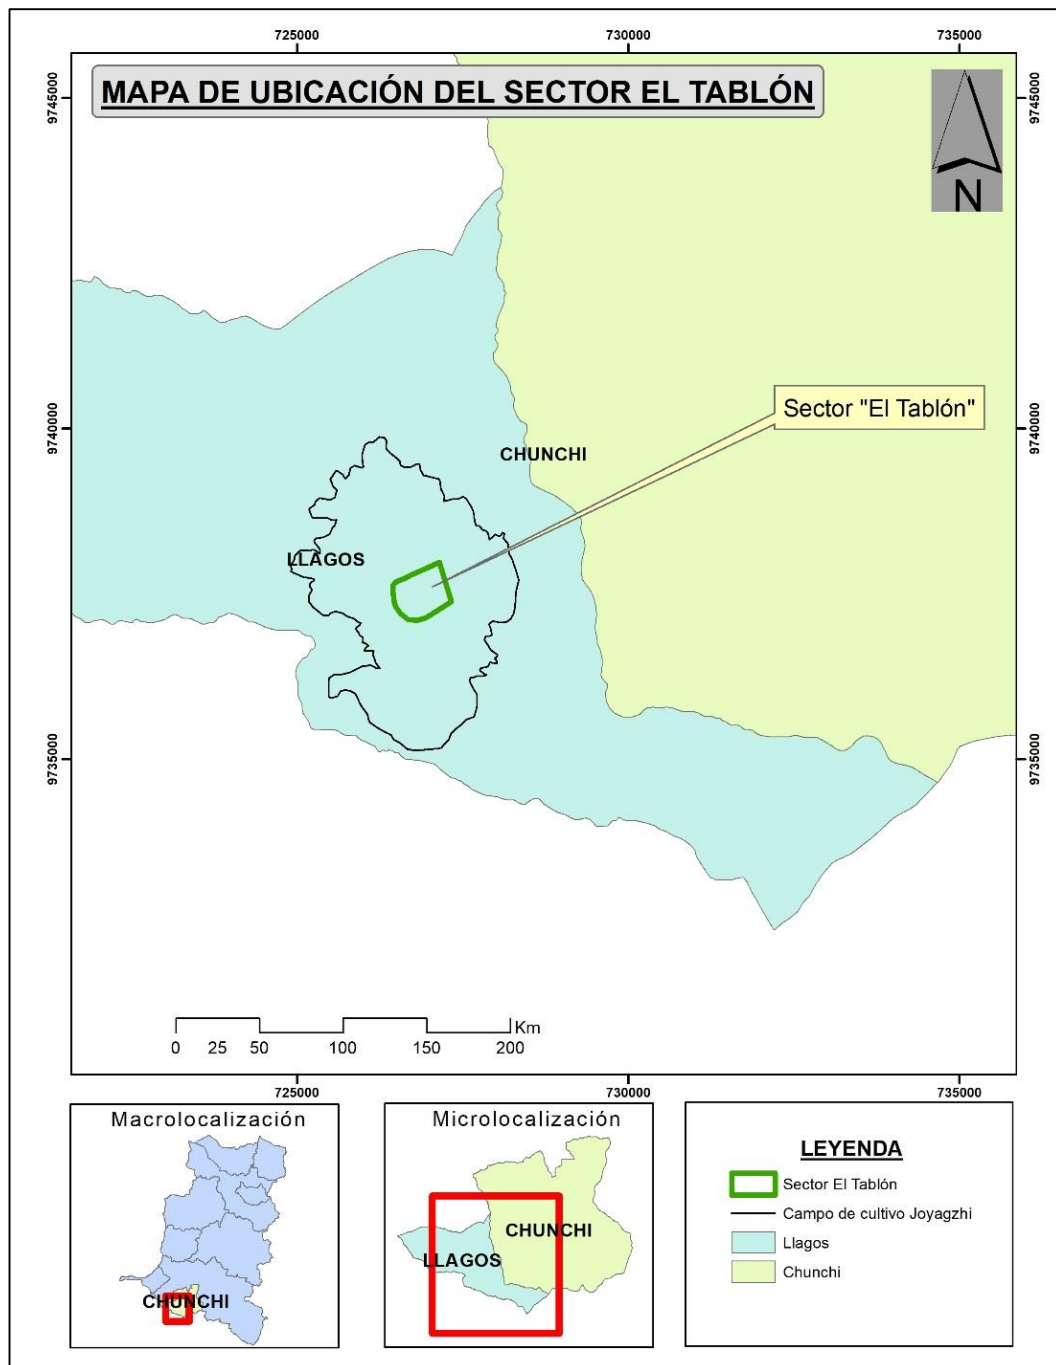 725000
730000
735000
MAPA DE UBICACIÓN DEL SECTOR EL TABLÓN
9745000
9745000
N
Sector "El Tablón"
9740000
9740000
CHUNCHI
LLAGOS
9735000
9735000
Km
0 25 50 100 150 200
725000
730000
735000
Macrolocalización
CHUNCHI
Microlocalización
CHUNCHI
LLAGOS
LEYENDA
Sector El Tablón
Campo de cultivo Joyagzhi
Llagos
Chunchi